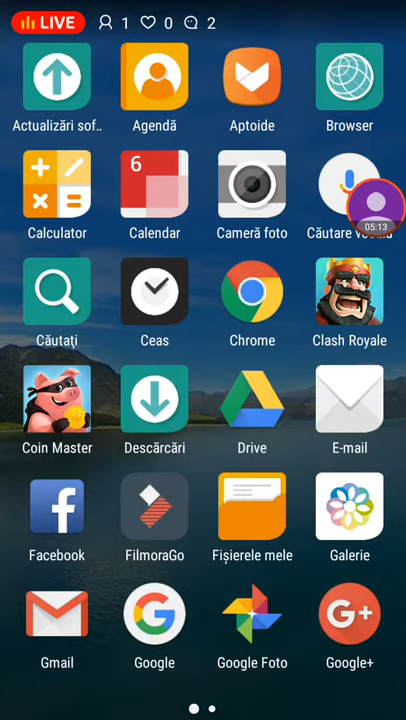 LIVE 1 0 2
Actualizări sof.. Agendă Aptoide Browser
6
Calculator Calendar Cameră foto Căutare vocală
05:13
Căutați Ceas Chrome Clash Royale
Coin Master Descărcări Drive E-mail
Facebook FilmoraGo Fișierele mele Galerie
G+
Gmail Google Google Foto Google+